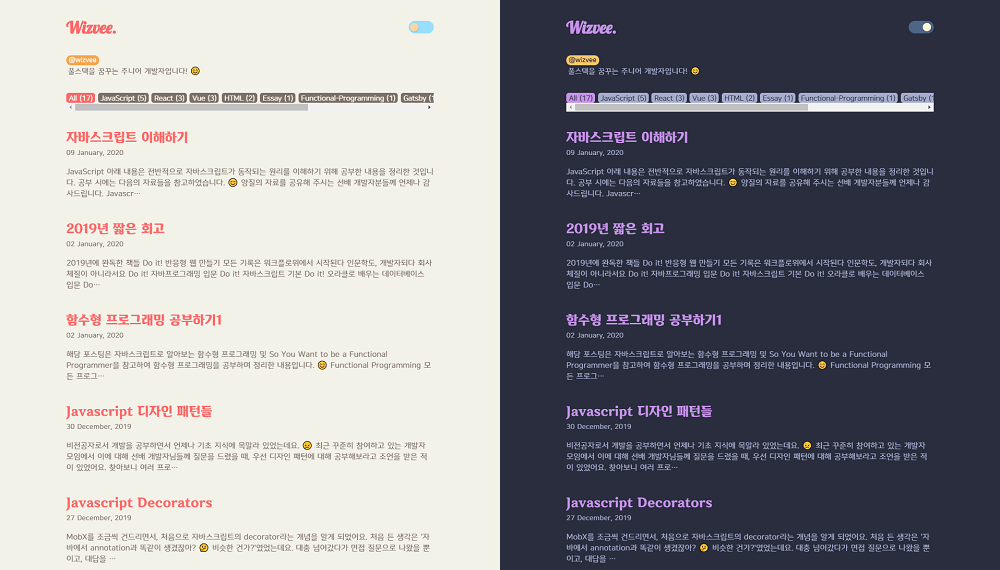 Wizvee.
@wizvee
풀스택을 꿈꾸는 주니어 개발자입니다! 😊
All (17) JavaScript (5) React (3) Vue (3) HTML (2) Essay (1) Functional-Programming (1) Gatsby (1
자바스크립트 이해하기
09 January, 2020
JavaScript 아래 내용은 전반적으로 자바스크립트가 동작되는 원리를 이해하기 위해 공부한 내용을 정리한 것입니
다. 공부 시에는 다음의 자료들을 참고하였습니다. 😄 양질의 자료를 공유해 주시는 선배 개발자분들께 언제나 감
사드립니다. Javascr…
2019년 짧은 회고
02 January, 2020
2019년에 완독한 책들 Do it! 반응형 웹 만들기 모든 기록은 워크플로위에서 시작된다 인문학도, 개발자되다 회사
체질이 아니라서요 Do it! 자바프로그래밍 입문 Do it! 자바스크립트 기본 Do it! 오라클로 배우는 데이터베이스
입문 Do…
함수형 프로그래밍 공부하기1
02 January, 2020
해당 포스팅은 자바스크립트로 알아보는 함수형 프로그래밍 및 So You Want to be a Functional
Programmer을 참고하여 함수형 프로그래밍을 공부하며 정리한 내용입니다. 😊 Functional Programming 모
든 프로그…
Javascript 디자인 패턴들
30 December, 2019
비전공자로서 개발을 공부하면서 언제나 기초 지식에 목말라 있었는데요. 😢 최근 꾸준히 참여하고 있는 개발자
모임에서 이에 대해 선배 개발자님들께 질문을 드렸을 때, 우선 디자인 패턴에 대해 공부해보라고 조언을 받은 적
이 있었어요. 찾아보니 여러 프로…
Javascript Decorators
27 December, 2019
MobX를 조금씩 건드리면서, 처음으로 자바스크립트의 decorator라는 개념을 알게 되었어요. 처음 든 생각은 '자
바에서 annotation과 똑같이 생겼잖아? 😕 비슷한 건가?'였었는데요. 대충 넘어갔다가 면접 질문으로 나왔을 뿐
이고, 대답을 …
Wizvee.
@wizvee
풀스택을 꿈꾸는 주니어 개발자입니다! 😊
All (17) JavaScript (5) React (3) Vue (3) HTML (2) Essay (1) Functional-Programming (1) Gatsby (1
자바스크립트 이해하기
09 January, 2020
JavaScript 아래 내용은 전반적으로 자바스크립트가 동작되는 원리를 이해하기 위해 공부한 내용을 정리한 것입니
다. 공부 시에는 다음의 자료들을 참고하였습니다. 😄 양질의 자료를 공유해 주시는 선배 개발자분들께 언제나 감
사드립니다. Javascr…
2019년 짧은 회고
02 January, 2020
2019년에 완독한 책들 Do it! 반응형 웹 만들기 모든 기록은 워크플로위에서 시작된다 인문학도, 개발자되다 회사
체질이 아니라서요 Do it! 자바프로그래밍 입문 Do it! 자바스크립트 기본 Do it! 오라클로 배우는 데이터베이스
입문 Do…
함수형 프로그래밍 공부하기1
02 January, 2020
해당 포스팅은 자바스크립트로 알아보는 함수형 프로그래밍 및 So You Want to be a Functional
Programmer을 참고하여 함수형 프로그래밍을 공부하며 정리한 내용입니다. 😊 Functional Programming 모
든 프로그…
Javascript 디자인 패턴들
30 December, 2019
비전공자로서 개발을 공부하면서 언제나 기초 지식에 목말라 있었는데요. 😢 최근 꾸준히 참여하고 있는 개발자
모임에서 이에 대해 선배 개발자님들께 질문을 드렸을 때, 우선 디자인 패턴에 대해 공부해보라고 조언을 받은 적
이 있었어요. 찾아보니 여러 프로…
Javascript Decorators
27 December, 2019
MobX를 조금씩 건드리면서, 처음으로 자바스크립트의 decorator라는 개념을 알게 되었어요. 처음 든 생각은 '자
바에서 annotation과 똑같이 생겼잖아? 😕 비슷한 건가?'였었는데요. 대충 넘어갔다가 면접 질문으로 나왔을 뿐
이고, 대답을 …